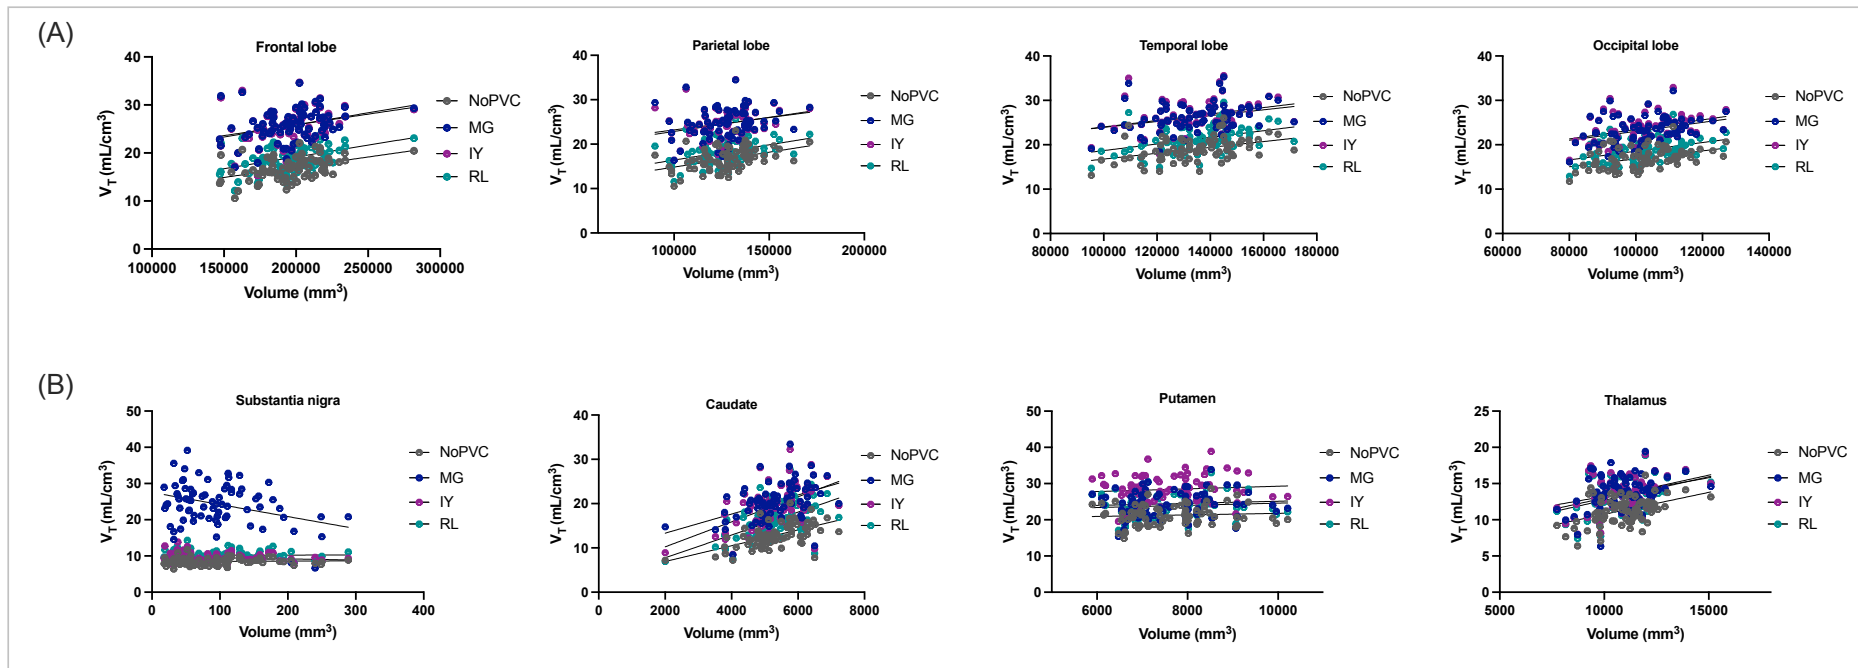 (A)
Frontal lobe
V_T (mL/cm³)
40
30
20
10
0
100000 150000 200000 250000 300000
Volume (mm³)
NoPVC
MG
IY
RL
Parietal lobe
V_T (mL/cm³)
40
30
20
10
0
100000 150000 200000
Volume (mm³)
NoPVC
MG
IY
RL
Temporal lobe
V_T (mL/cm³)
40
30
20
10
0
80000 100000 120000 140000 160000 180000
Volume (mm³)
NoPVC
MG
IY
RL
Occipital lobe
V_T (mL/cm³)
40
30
20
10
0
60000 80000 100000 120000 140000
Volume (mm³)
NoPVC
MG
IY
RL
(B)
Substantia nigra
V_T (mL/cm³)
50
40
30
20
10
0
0 100 200 300 400
Volume (mm³)
NoPVC
MG
IY
RL
Caudate
V_T (mL/cm³)
40
30
20
10
0
0 2000 4000 6000 8000
Volume (mm³)
NoPVC
MG
IY
RL
Putamen
V_T (mL/cm³)
50
40
30
20
10
0
6000 8000 10000
Volume (mm³)
NoPVC
MG
IY
RL
Thalamus
V_T (mL/cm³)
25
20
15
10
5
0
5000 10000 15000
Volume (mm³)
NoPVC
MG
IY
RL